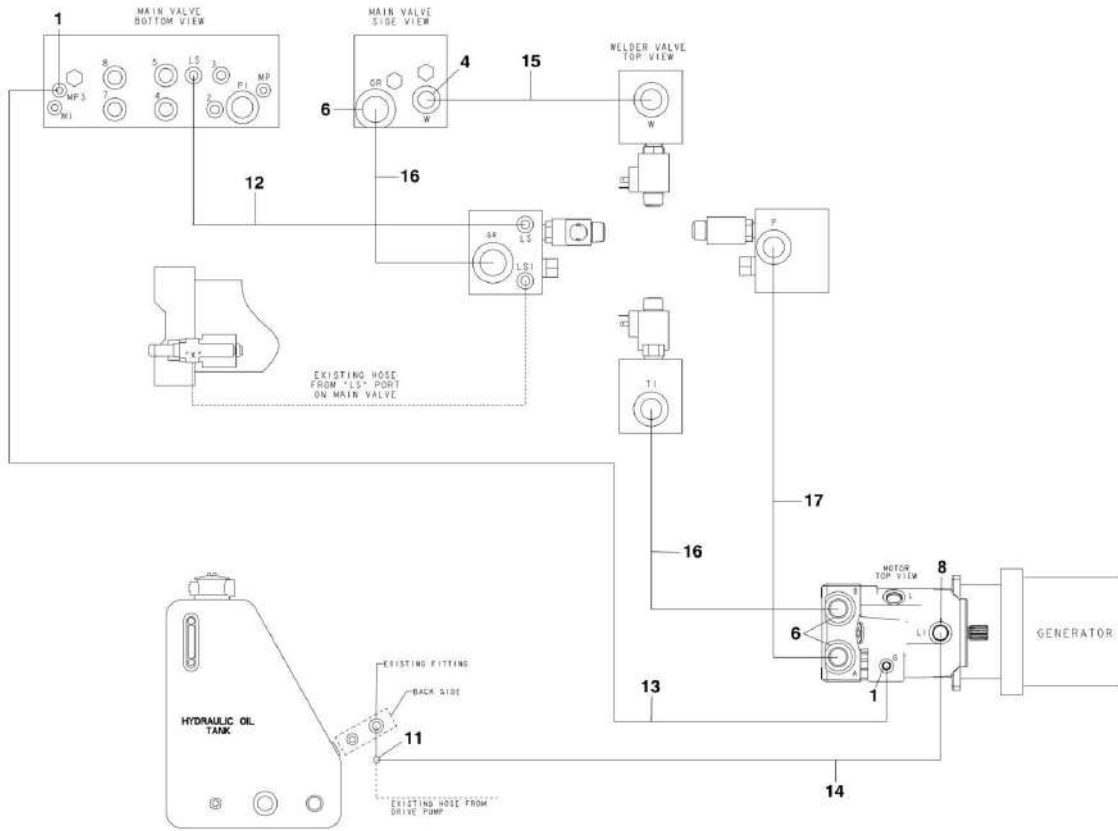 1
MAIN VALVE
BOTTOM VIEW
MAIN VALVE
SIDE VIEW
WELDER VALVE
TOP VIEW
8
5
LS
3
MP
MP3
P1
7
4
2
M1
GR
4
W
6
15
W
12
16
GR
LS
LS1
P
"X"
EXISTING HOSE
FROM "LS" PORT
ON MAIN VALVE
T1
17
16
MOTOR
TOP VIEW
8
B
L
L1
6
A
G
1
GENERATOR
EXISTING FITTING
BACK SIDE
13
HYDRAULIC OIL
TANK
11
14
EXISTING HOSE FROM
DRIVE PUMP